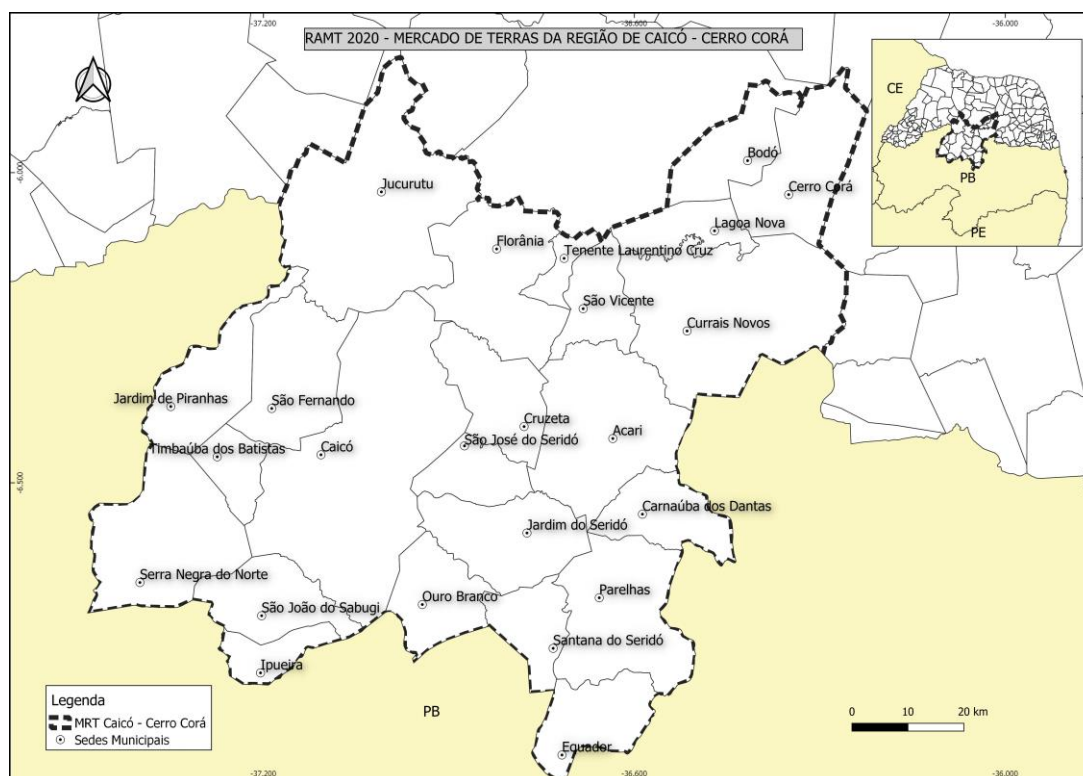 -37.200
-36.600
-36.000
RAMT 2020 - MERCADO DE TERRAS DA REGIÃO DE CAICÓ - CERRO CORÁ
CE
PB
PE
-6.000
-6.500
Bodó
Jucurutu
Cerro Corá
Lagoa Nova
Florânia
Tenente Laurentino Cruz
São Vicente
Currais Novos
Jardim de Piranhas
São Fernando
Cruzeta
Acari
Timbaúba dos Batistas
Caicó
São José do Seridó
Carnaúba dos Dantas
Jardim do Seridó
Serra Negra do Norte
Ouro Branco
Parelhas
São João do Sabugi
Santana do Seridó
Ipueira
PB
Equador
Legenda
MRT Caicó - Cerro Corá
Sedes Municipais
0 10 20 km
-37.200
-36.600
-36.000